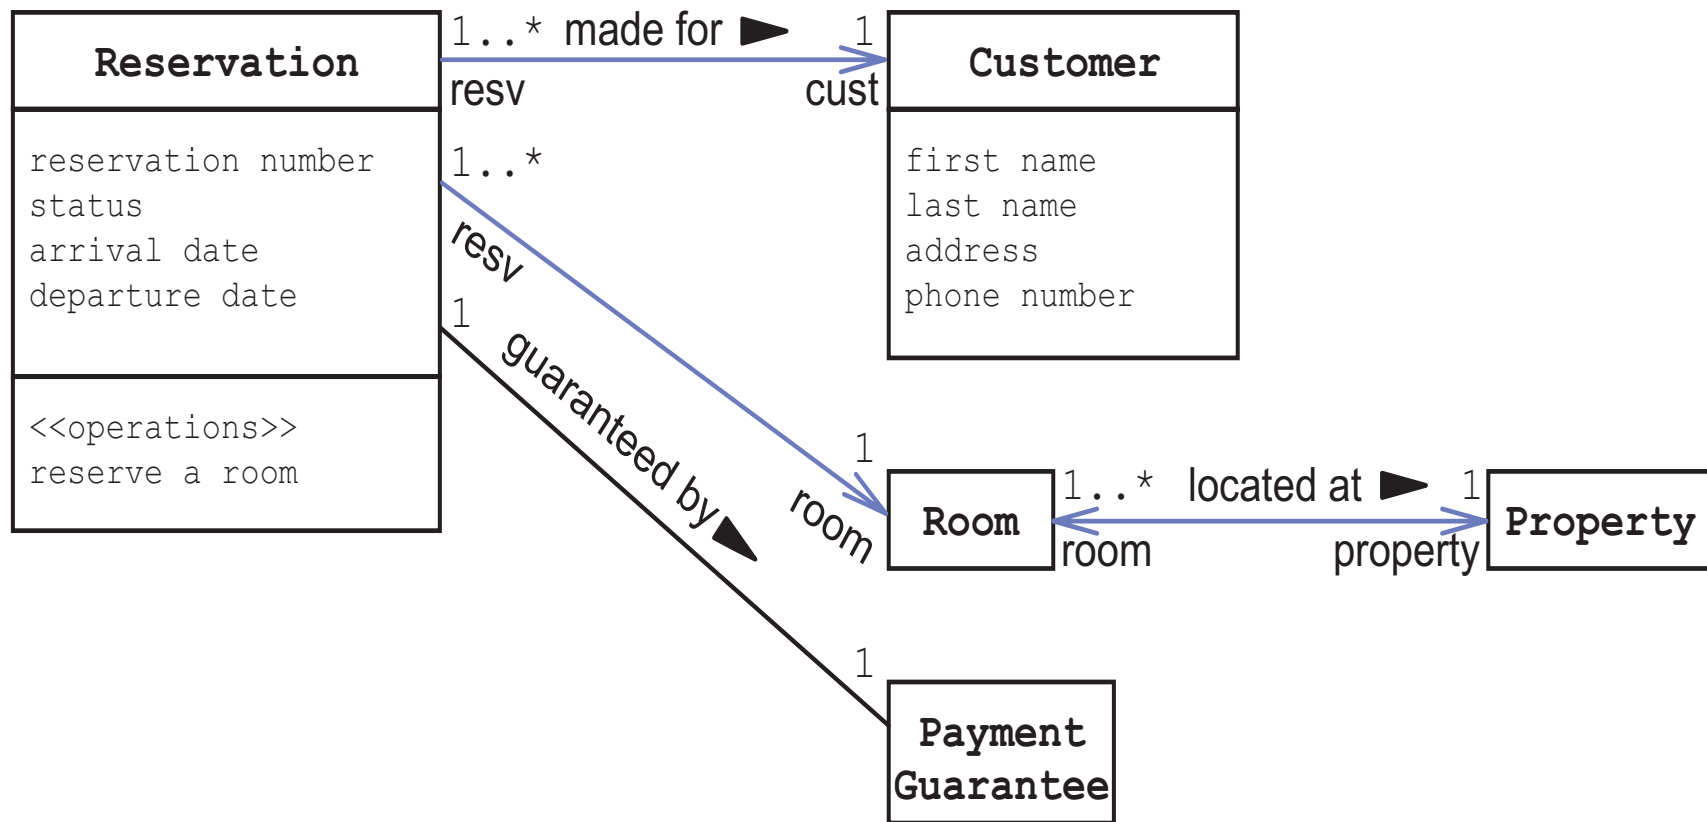 Reservation
reservation number
status
arrival date
departure date
<<operations>>
reserve a room
1..* made for 1
resv cust
Customer
first name
last name
address
phone number
1..*
resv
1
room
1
guaranteed by
1
Room
1..* located at 1
room property
Property
Payment
Guarantee